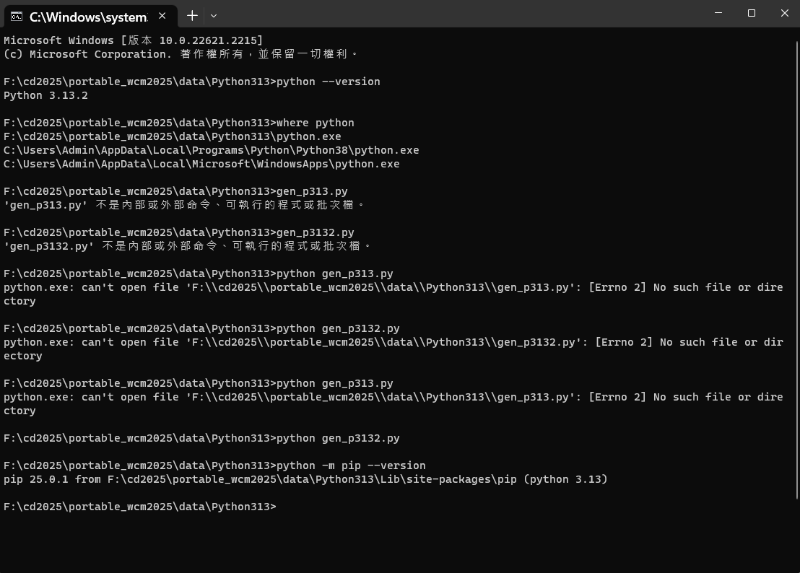 C:\Windows\system
Microsoft Windows [版本 10.0.22621.2215]
(c) Microsoft Corporation. 著作權所有，並保留一切權利。
F:\cd2025\portable_wcm2025\data\Python313>python --version
Python 3.13.2
F:\cd2025\portable_wcm2025\data\Python313>where python
F:\cd2025\portable_wcm2025\data\Python313\python.exe
C:\Users\Admin\AppData\Local\Programs\Python\Python38\python.exe
C:\Users\Admin\AppData\Local\Microsoft\WindowsApps\python.exe
F:\cd2025\portable_wcm2025\data\Python313>gen_p313.py
'gen_p313.py' 不是內部或外部命令、可執行的程式或批次檔。
F:\cd2025\portable_wcm2025\data\Python313>gen_p3132.py
'gen_p3132.py' 不是內部或外部命令、可執行的程式或批次檔。
F:\cd2025\portable_wcm2025\data\Python313>python gen_p313.py
python.exe: can't open file 'F:\\cd2025\\portable_wcm2025\\data\\Python313\\gen_p313.py': [Errno 2] No such file or dire
ctory
F:\cd2025\portable_wcm2025\data\Python313>python gen_p3132.py
python.exe: can't open file 'F:\\cd2025\\portable_wcm2025\\data\\Python313\\gen_p3132.py': [Errno 2] No such file or dir
ectory
F:\cd2025\portable_wcm2025\data\Python313>python gen_p313.py
python.exe: can't open file 'F:\\cd2025\\portable_wcm2025\\data\\Python313\\gen_p313.py': [Errno 2] No such file or dire
ctory
F:\cd2025\portable_wcm2025\data\Python313>python gen_p3132.py
F:\cd2025\portable_wcm2025\data\Python313>python -m pip --version
pip 25.0.1 from F:\cd2025\portable_wcm2025\data\Python313\Lib\site-packages\pip (python 3.13)
F:\cd2025\portable_wcm2025\data\Python313>